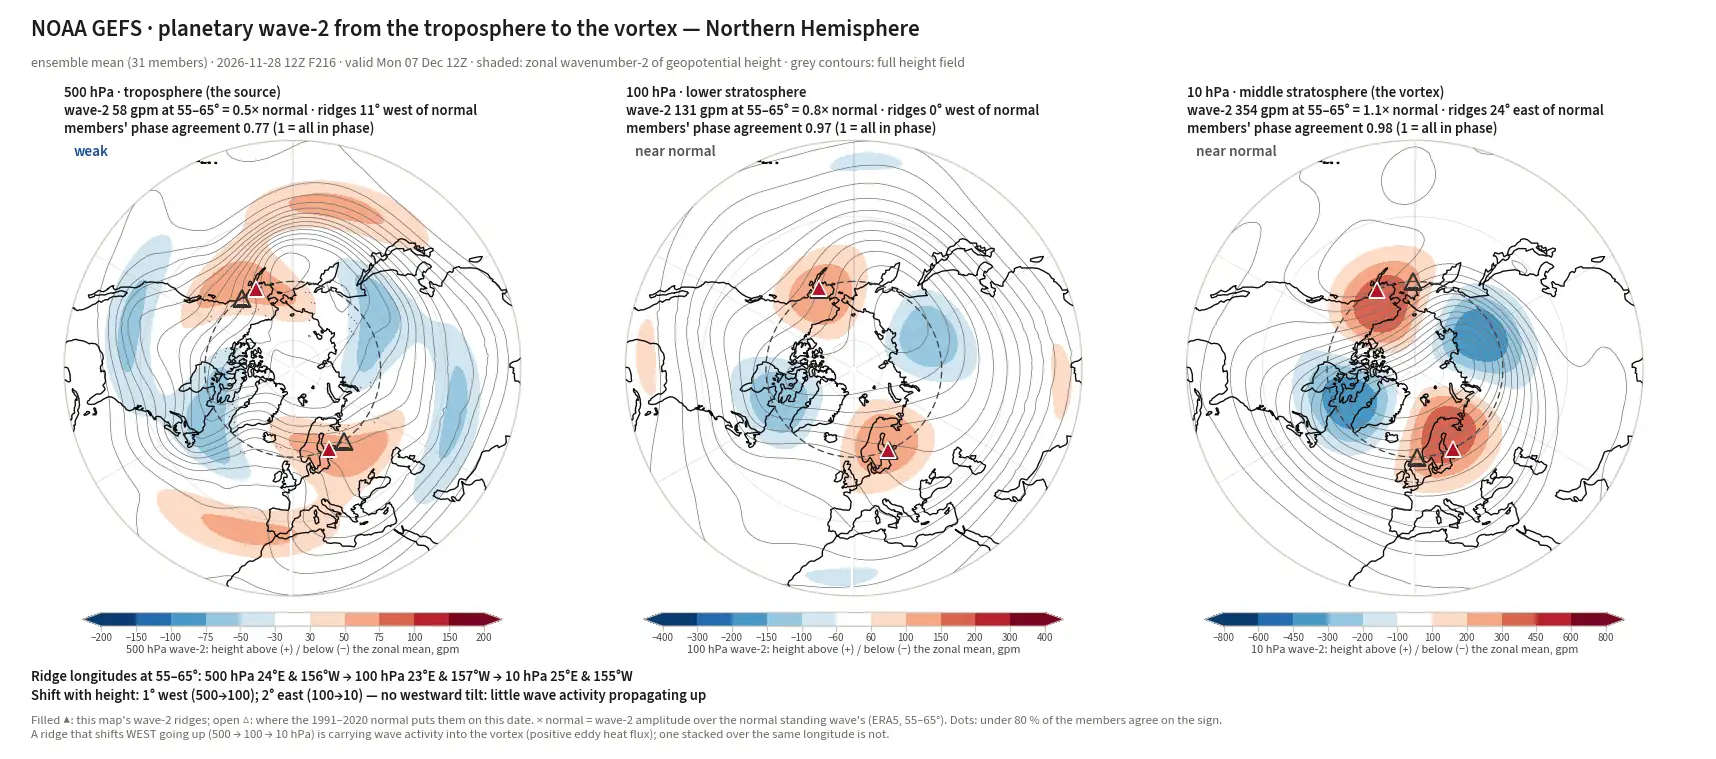 NOAA GEFS · planetary wave-2 from the troposphere to the vortex — Northern Hemisphere
ensemble mean (31 members) · 2026-11-28 12Z F216 · valid Mon 07 Dec 12Z · shaded: zonal wavenumber-2 of geopotential height · grey contours: full height field
500 hPa · troposphere (the source)
wave-2 58 gpm at 55–65° = 0.5× normal · ridges 11° west of normal
members' phase agreement 0.77 (1 = all in phase)
weak
100 hPa · lower stratosphere
wave-2 131 gpm at 55–65° = 0.8× normal · ridges 0° west of normal
members' phase agreement 0.97 (1 = all in phase)
near normal
10 hPa · middle stratosphere (the vortex)
wave-2 354 gpm at 55–65° = 1.1× normal · ridges 24° east of normal
members' phase agreement 0.98 (1 = all in phase)
near normal
−200 −150 −100 −75 −50 −30 30 50 75 100 150 200
500 hPa wave-2: height above (+) / below (−) the zonal mean, gpm
−400 −300 −200 −150 −100 −60 60 100 150 200 300 400
100 hPa wave-2: height above (+) / below (−) the zonal mean, gpm
−800 −600 −450 −300 −200 −100 100 200 300 450 600 800
10 hPa wave-2: height above (+) / below (−) the zonal mean, gpm
Ridge longitudes at 55–65°: 500 hPa 24°E & 156°W → 100 hPa 23°E & 157°W → 10 hPa 25°E & 155°W
Shift with height: 1° west (500→100); 2° east (100→10) — no westward tilt: little wave activity propagating up
Filled ▲: this map's wave-2 ridges; open △: where the 1991–2020 normal puts them on this date. × normal = wave-2 amplitude over the normal standing wave's (ERA5, 55–65°). Dots: under 80 % of the members agree on the sign.
A ridge that shifts WEST going up (500 → 100 → 10 hPa) is carrying wave activity into the vortex (positive eddy heat flux); one stacked over the same longitude is not.